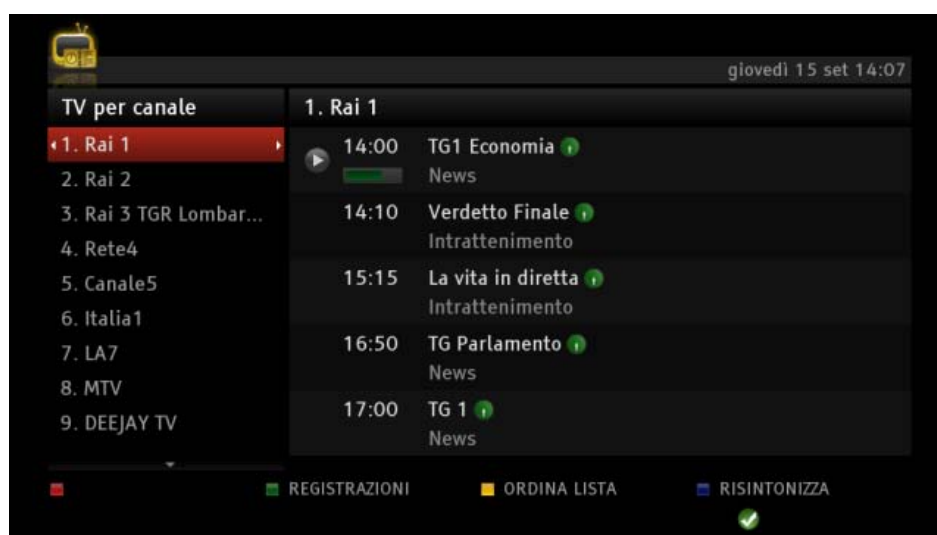 giovedì 15 set 14:07
TV per canale
1. Rai 1
2. Rai 2
3. Rai 3 TGR Lombar...
4. Rete4
5. Canale5
6. Italia1
7. LA7
8. MTV
9. DEEJAY TV
1. Rai 1
14:00 TG1 Economia
News
14:10 Verdetto Finale
Intrattenimento
15:15 La vita in diretta
Intrattenimento
16:50 TG Parlamento
News
17:00 TG 1
News
REGISTRAZIONI ORDINA LISTA RISINTONIZZA